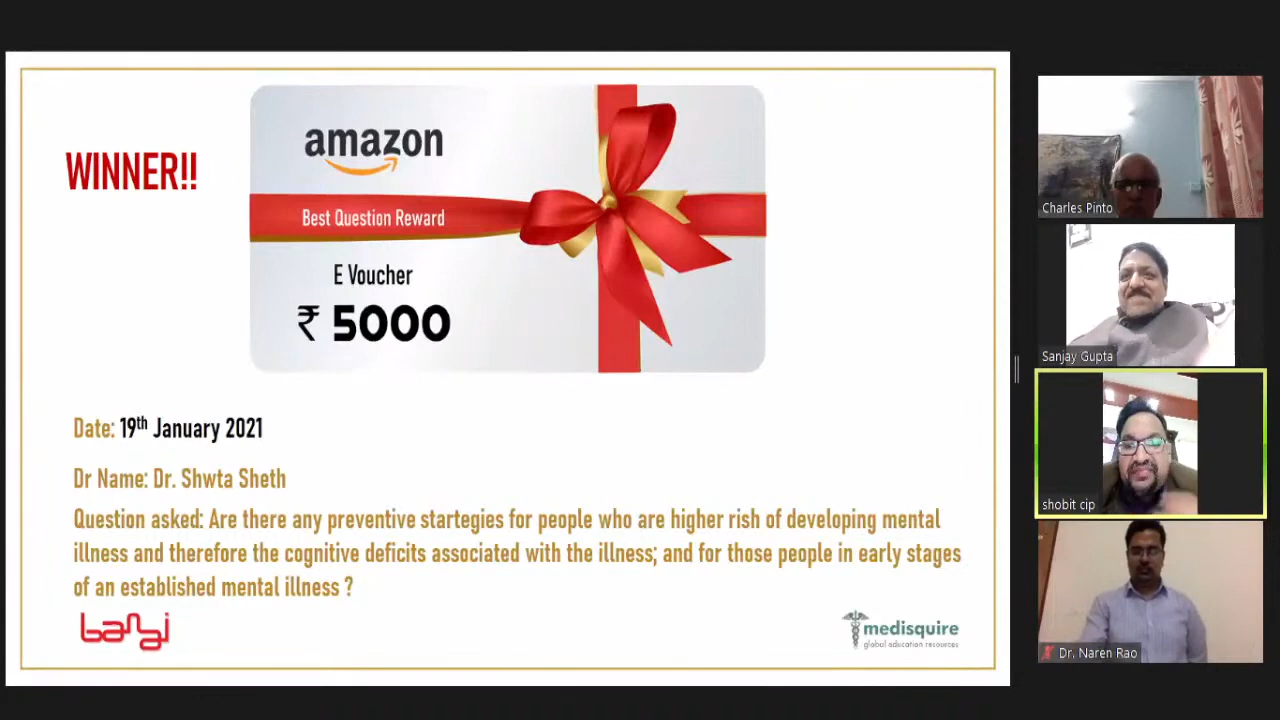 WINNER!!
amazon
Best Question Reward
E Voucher
₹ 5000
Date: 19th January 2021
Dr Name: Dr. Shwta Sheth
Question asked: Are there any preventive startegies for people who are higher rish of developing mental
illness and therefore the cognitive deficits associated with the illness; and for those people in early stages
of an established mental illness ?
medisquire
global education resources
Charles Pinto
Sanjay Gupta
shobit cip
Dr. Naren Rao